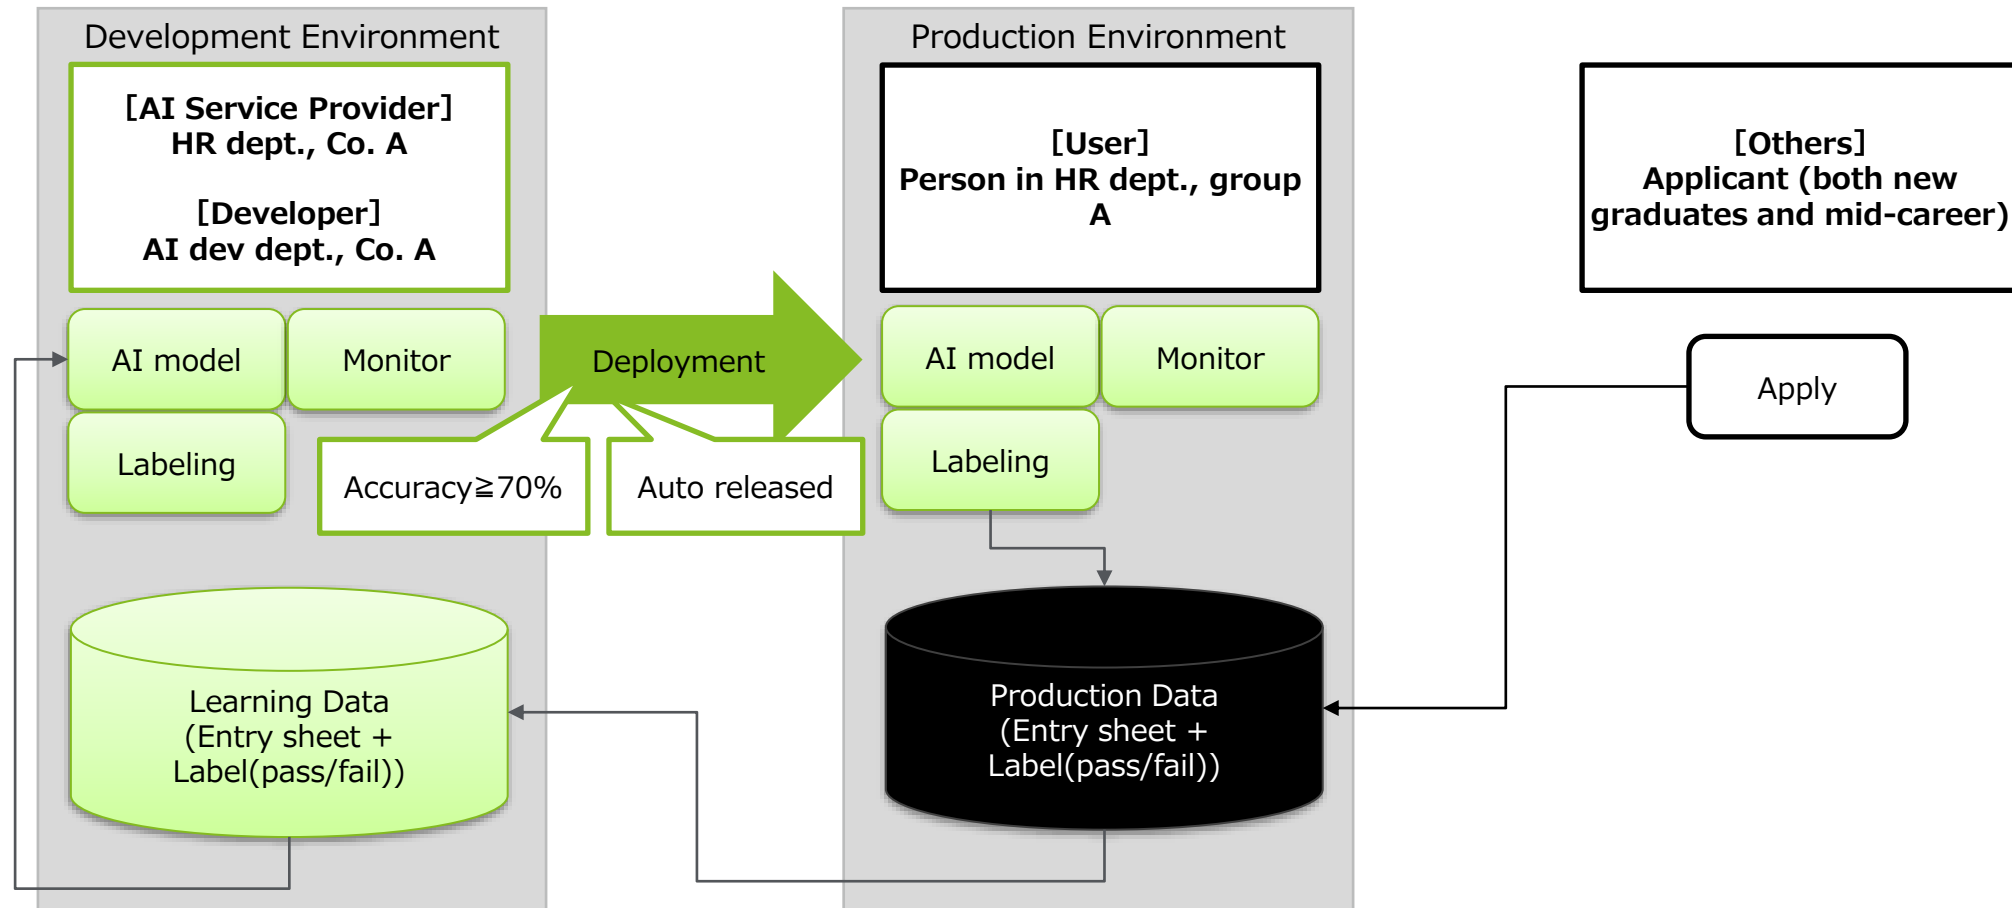 Development Environment
[AI Service Provider]
HR dept., Co. A
[Developer]
AI dev dept., Co. A
AI model
Monitor
Labeling
Deployment
Accuracy≧70%
Auto released
Learning Data
(Entry sheet +
Label(pass/fail))
Production Environment
[User]
Person in HR dept., group
A
AI model
Monitor
Labeling
Production Data
(Entry sheet +
Label(pass/fail))
[Others]
Applicant (both new
graduates and mid-career)
Apply